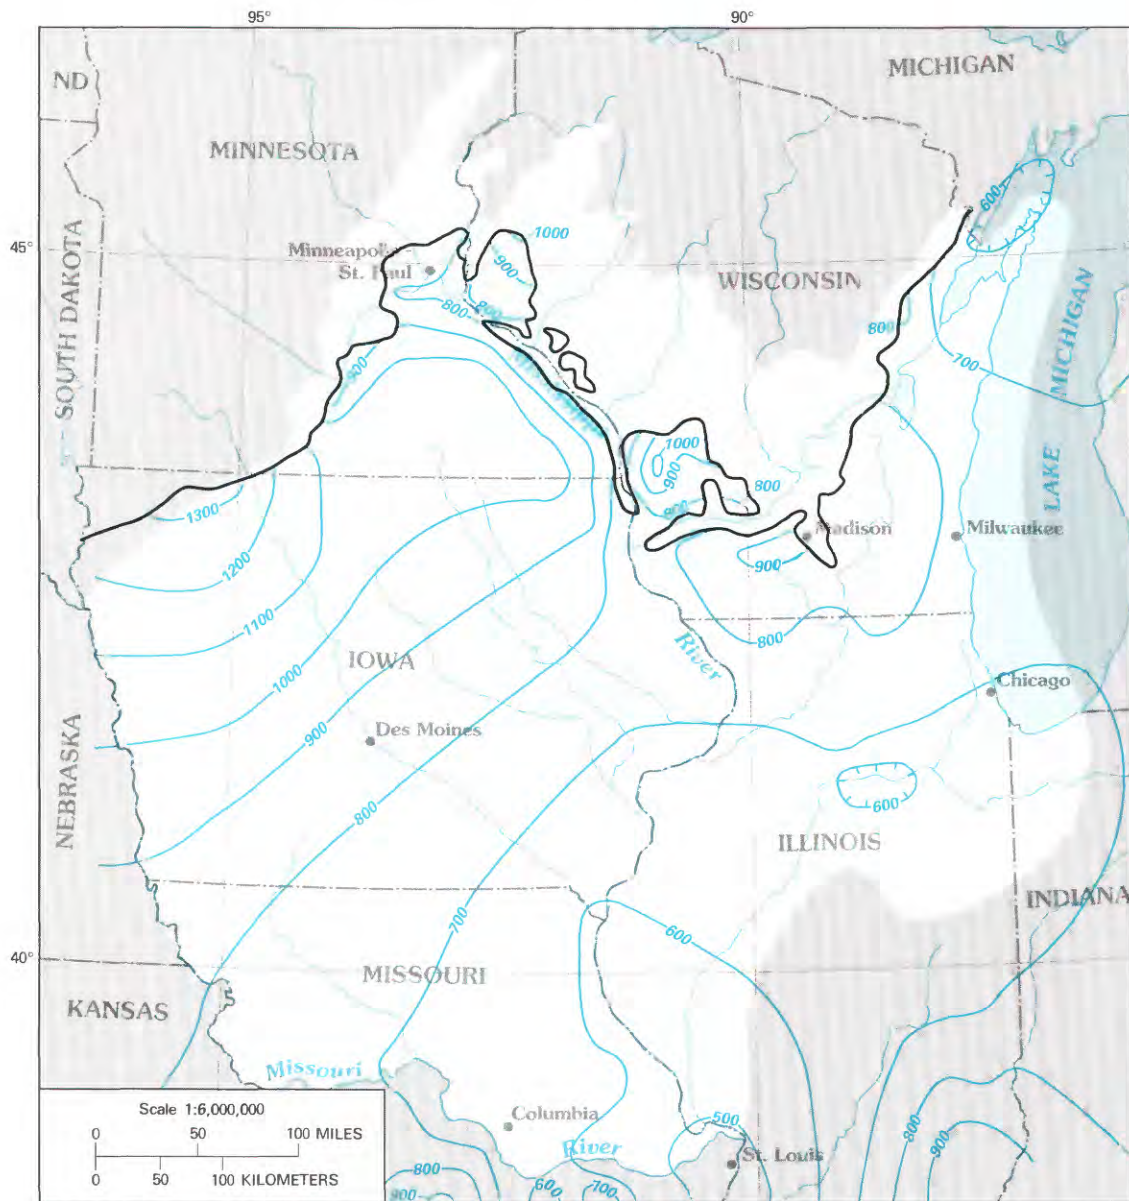 95°
90°
ND
MICHIGAN
MINNESOTA
600
45°
Minneapolis-
St. Paul
1000
900
WISCONSIN
SOUTH DAKOTA
800
800
800
700
LAKE MICHIGAN
900
1000
900
800
800
1300
Madison
Milwaukee
900
1200
1100
800
River
IOWA
1000
Chicago
900
Des Moines
NEBRASKA
800
600
ILLINOIS
INDIANA
700
600
40°
MISSOURI
KANSAS
Missouri
Scale 1:6,000,000
0 50 100 MILES
0 50 100 KILOMETERS
Columbia
500
800
900
River
St. Louis
800
900
600
700